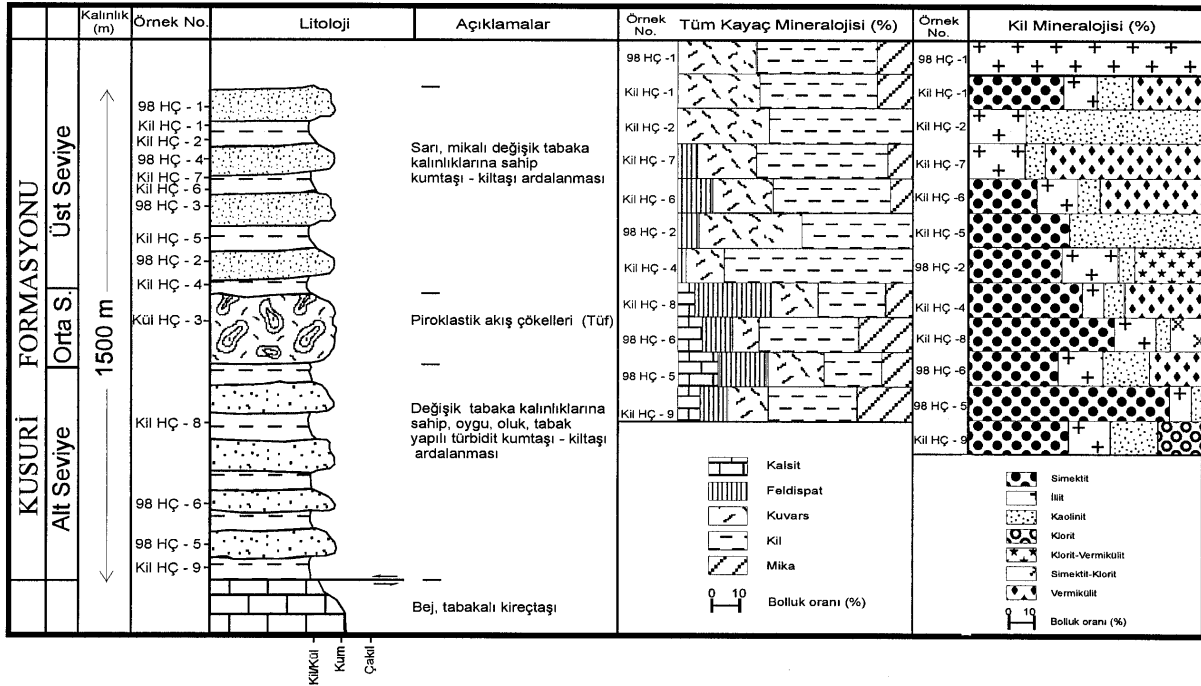 Kalınlık
(m)
Örnek No.
Litoloji
Açıklamalar
KUSURİ FORMASYONU
Üst Seviye
Orta S.
Alt Seviye
1500 m
98 HÇ - 1
Kil HÇ - 1
Kil HÇ - 2
98 HÇ - 4
Kil HÇ - 7
Kil HÇ - 6
98 HÇ - 3
Kil HÇ - 5
98 HÇ - 2
Kil HÇ - 4
Kül HÇ - 3
Kil HÇ - 8
98 HÇ - 6
98 HÇ - 5
Kil HÇ - 9
Sarı, mikalı değişik tabaka
kalınlıklarına sahip
kumtaşı - kiltaşı ardalanması
Piroklastik akış çökelleri (Tüf)
Değişik tabaka kalınlıklarına
sahip, oygu, oluk, tabak
yapılı türbidit kumtaşı - kiltaşı
ardalanması
Bej, tabakalı kireçtaşı
Kil/Kül
Kum
Çakıl
Örnek
No.
Tüm Kayaç Mineralojisi (%)
98 HÇ -1
Kil HÇ -1
Kil HÇ -2
Kil HÇ - 7
Kil HÇ - 6
98 HÇ - 2
Kil HÇ - 4
Kil HÇ - 8
98 HÇ - 6
98 HÇ - 5
Kil HÇ - 9
Kalsit
Feldispat
Kuvars
Kil
Mika
0 10 Bolluk oranı (%)
Örnek
No.
Kil Mineralojisi (%)
98 HÇ -1
Kil HÇ -1
Kil HÇ -2
Kil HÇ -7
Kil HÇ -6
Kil HÇ -5
98 HÇ -2
Kil HÇ -4
Kil HÇ -8
98 HÇ -6
98 HÇ -5
Kil HÇ -9
Simektit
İllit
Kaolinit
Klorit
Klorit-Vermikülit
Simektit-Klorit
Vermikülit
0 10 Bolluk oranı (%)